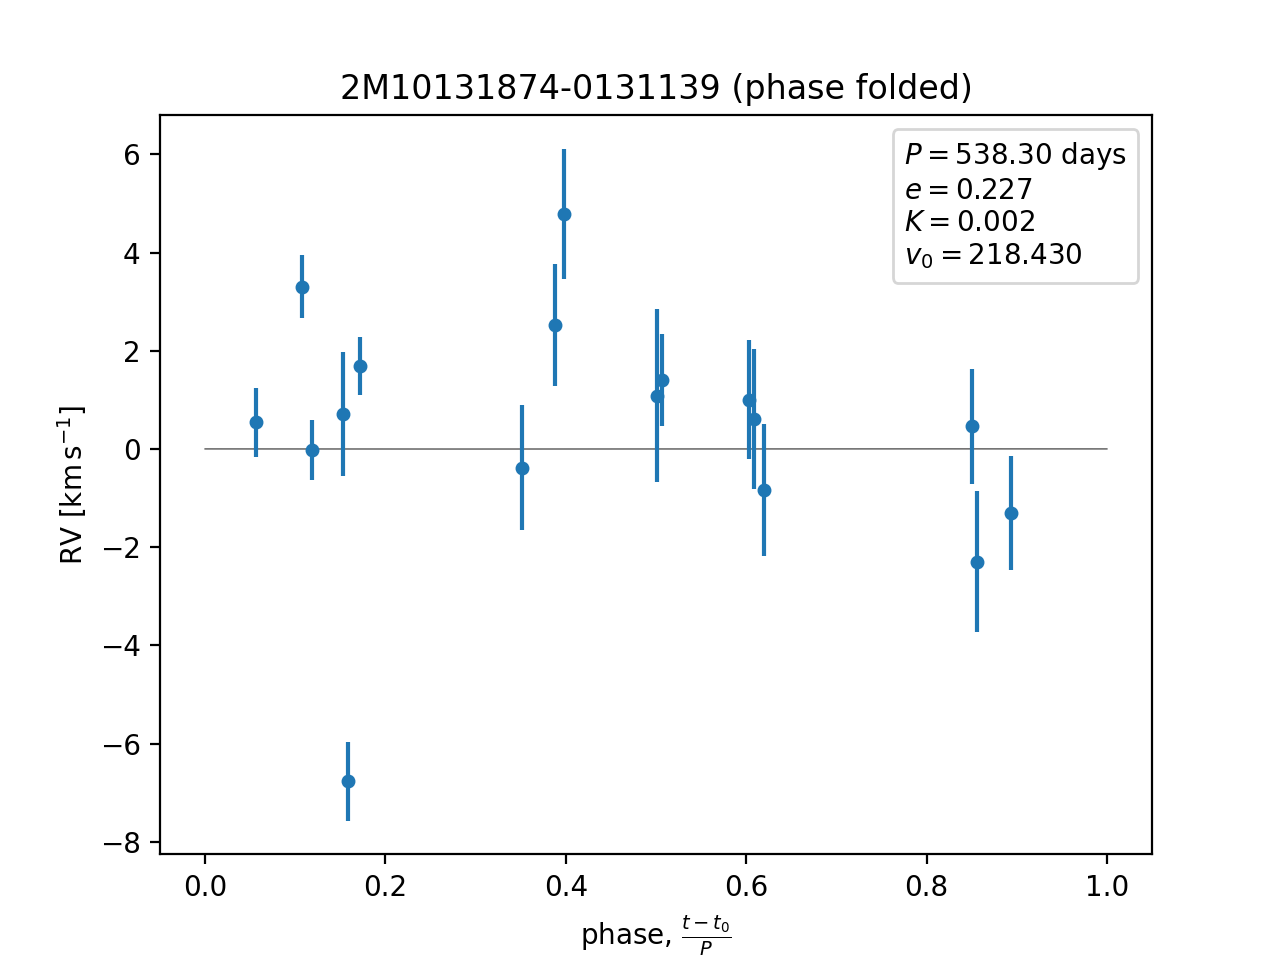 2M10131874-0131139 (phase folded)
P = 538.30 days
e = 0.227
K = 0.002
v₀ = 218.430
6
4
2
0
−2
−4
−6
−8
RV [km s⁻¹]
0.0 0.2 0.4 0.6 0.8 1.0
phase, (t − t₀)/P